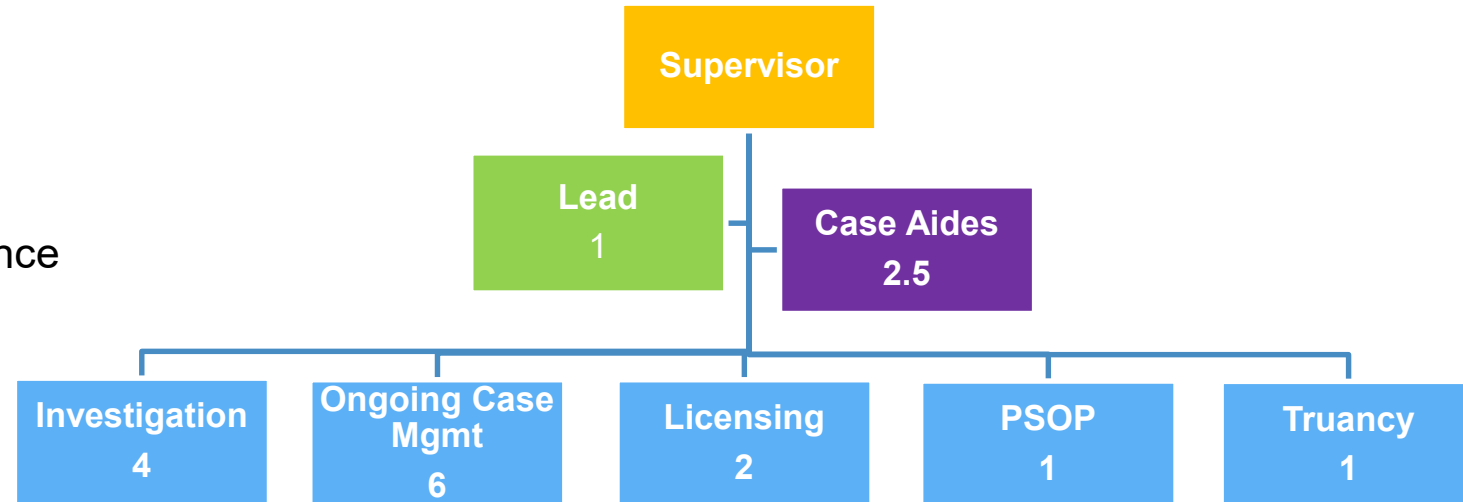 Supervisor
Lead
1
Case Aides
2.5
nce
Investigation
4
Ongoing Case
Mgmt
6
Licensing
2
PSOP
1
Truancy
1